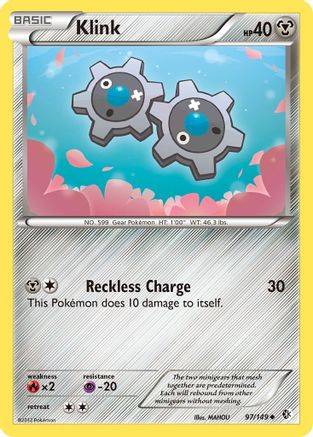 BASIC
Klink
HP40
NO. 599 Gear Pokémon HT: 1'00" WT: 46.3 lbs.
Reckless Charge 30
This Pokémon does 10 damage to itself.
weakness
×2
resistance
-20
retreat
The two minigears that mesh
together are predetermined.
Each will rebound from other
minigears without meshing.
©2012 Pokémon
Illus. MAHOU
97/149